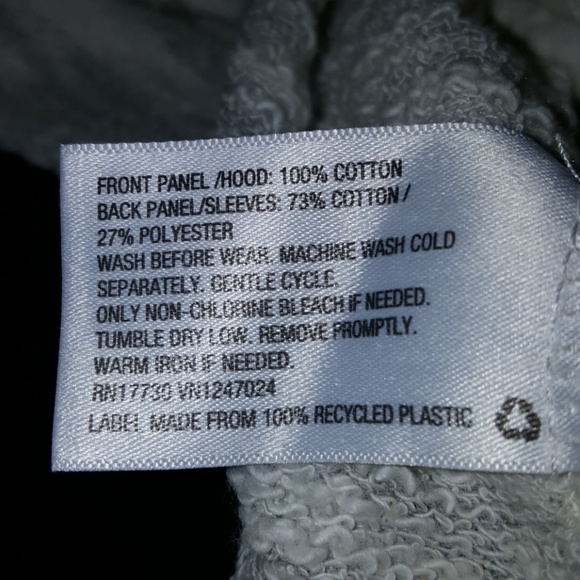 FRONT PANEL /HOOD: 100% COTTON
BACK PANEL/SLEEVES: 73% COTTON /
27% POLYESTER
WASH BEFORE WEAR. MACHINE WASH COLD
SEPARATELY. GENTLE CYCLE.
ONLY NON-CHLORINE BLEACH IF NEEDED.
TUMBLE DRY LOW. REMOVE PROMPTLY.
WARM IRON IF NEEDED.
RN17730 VN1247024
LABEL MADE FROM 100% RECYCLED PLASTIC